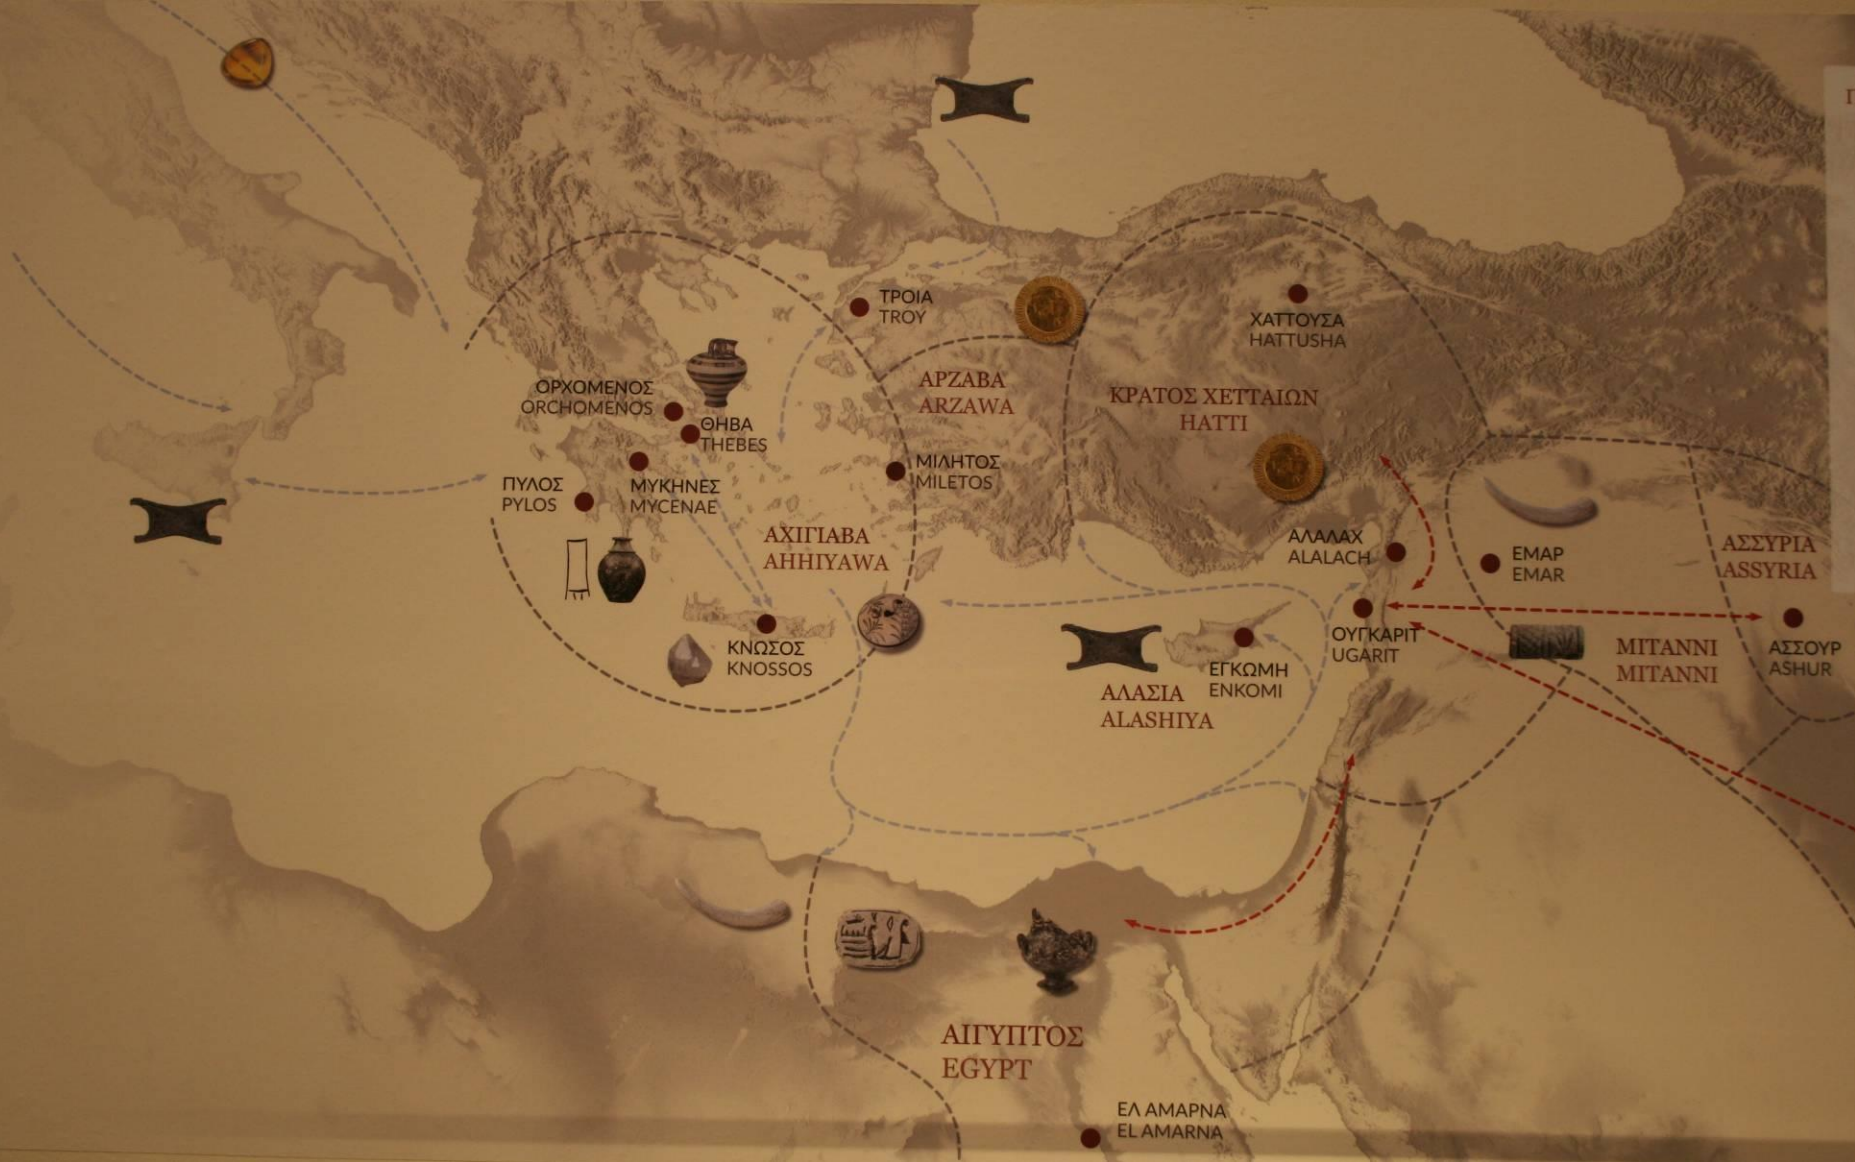 ΤΡΟΙΑ
TROY
ΧΑΤΤΟΥΣΑ
HATTUSHA
ΟΡΧΟΜΕΝΟΣ
ORCHOMENOS
ΘΗΒΑ
THEBES
ΑΡΖΑΒΑ
ARZAWA
ΚΡΑΤΟΣ ΧΕΤΤΑΙΩΝ
HATTI
ΠΥΛΟΣ
PYLOS
ΜΥΚΗΝΕΣ
MYCENAE
ΜΙΛΗΤΟΣ
MILETOS
ΑΧΙΓΙΑΒΑ
AHHIYAWA
ΑΛΑΛΑΧ
ALALACH
ΕΜΑΡ
EMAR
ΑΣΣΥΡΙΑ
ASSYRIA
ΚΝΩΣΟΣ
KNOSSOS
ΕΓΚΩΜΗ
ENKOMI
ΑΛΑΣΙΑ
ALASHIYA
ΟΥΓΚΑΡΙΤ
UGARIT
ΜΙΤΑΝΝΙ
MITANNI
ΑΣΣΟΥΡ
ASHUR
ΑΙΓΥΠΤΟΣ
EGYPT
ΕΛ ΑΜΑΡΝΑ
EL AMARNA